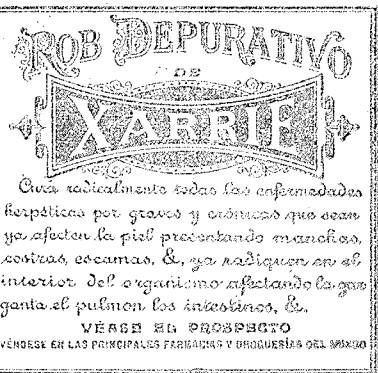 ROB DEPURATIVO
DE
XARRIE
Cura radicalmente todas las enfermedades
herpéticas por graves y crónicas que sean
ya afecten la piel presentando manchas,
costras, escamas, &, ya radiquen en el
interior del organismo afectando la gar
ganta el pulmon los intestinos, &.
VÉASE EL PROSPECTO
VÉNDESE EN LAS PRINCIPALES FARMACIAS Y DROGUERÍAS DEL MUNDO